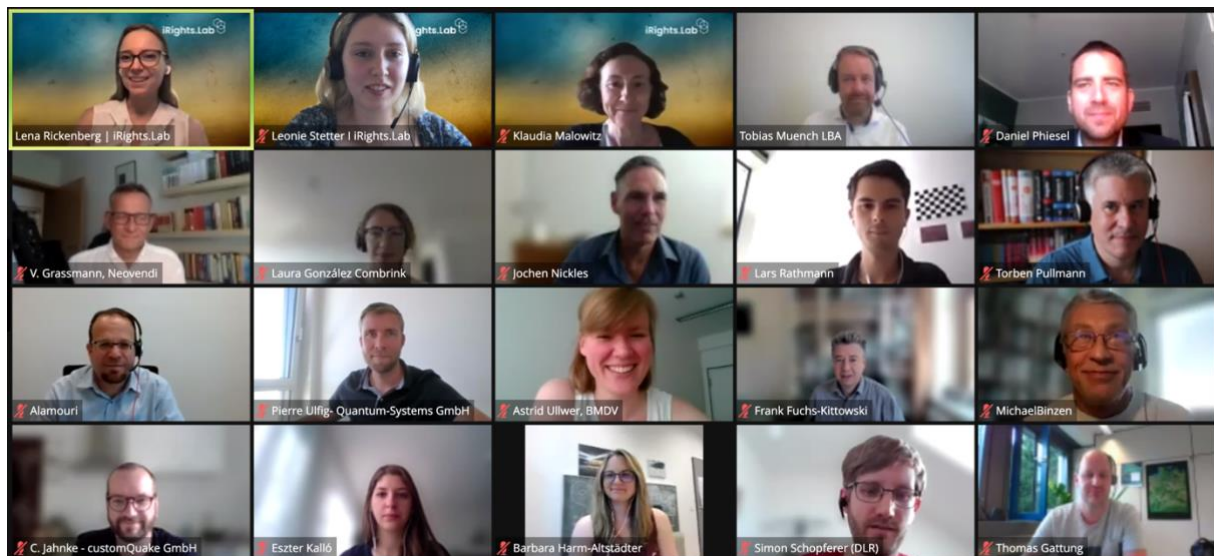 iRights.Lab
ghts.Lab
iRights.Lab
Lena Rickenberg | iRights.Lab
Leonie Stetter I iRights.Lab
Klaudia Malowitz
Tobias Muench LBA
Daniel Phiesel
V. Grassmann, Neovendi
Laura González Combrink
Jochen Nickles
Lars Rathmann
Torben Pullmann
Alamouri
Pierre Ulfig- Quantum-Systems GmbH
Astrid Ullwer, BMDV
Frank Fuchs-Kittowski
MichaelBinzen
C. Jahnke - customQuake GmbH
Eszter Kalló
Barbara Harm-Altstädter
Simon Schopferer (DLR)
Thomas Gattung